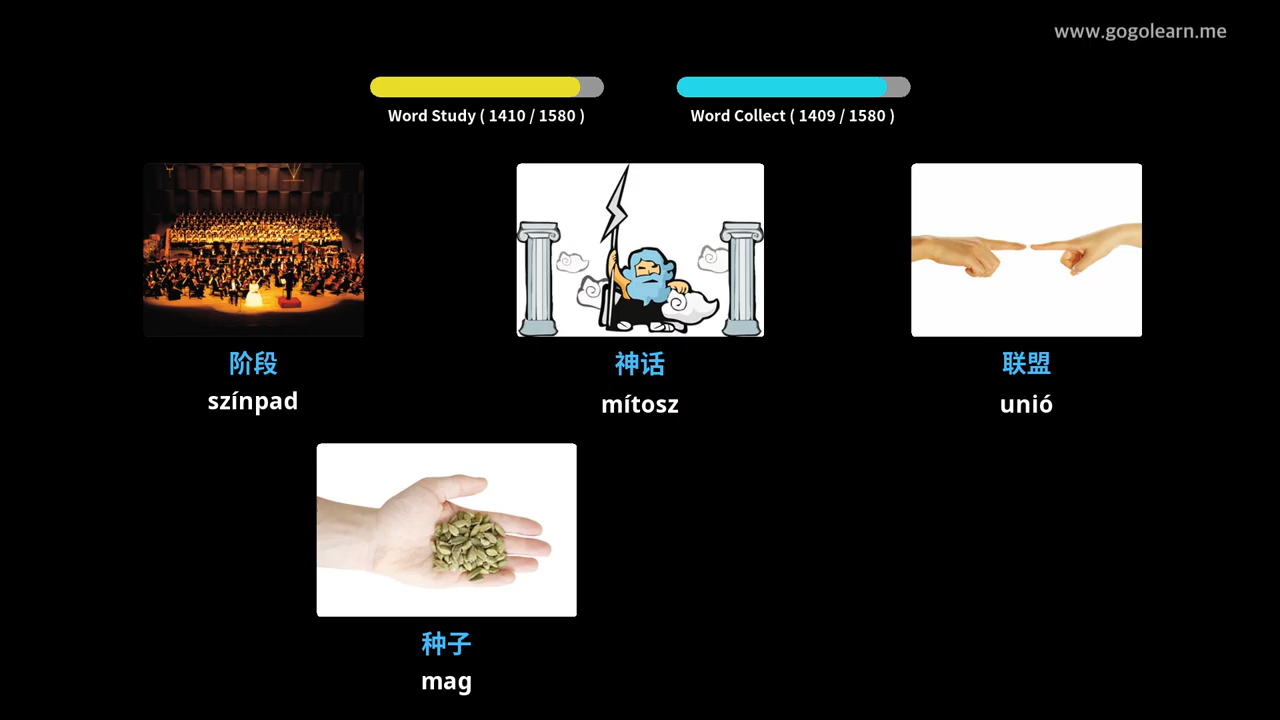 www.gogolearn.me
Word Study ( 1410 / 1580 )
Word Collect ( 1409 / 1580 )
阶段
színpad
神话
mítosz
联盟
unió
种子
mag